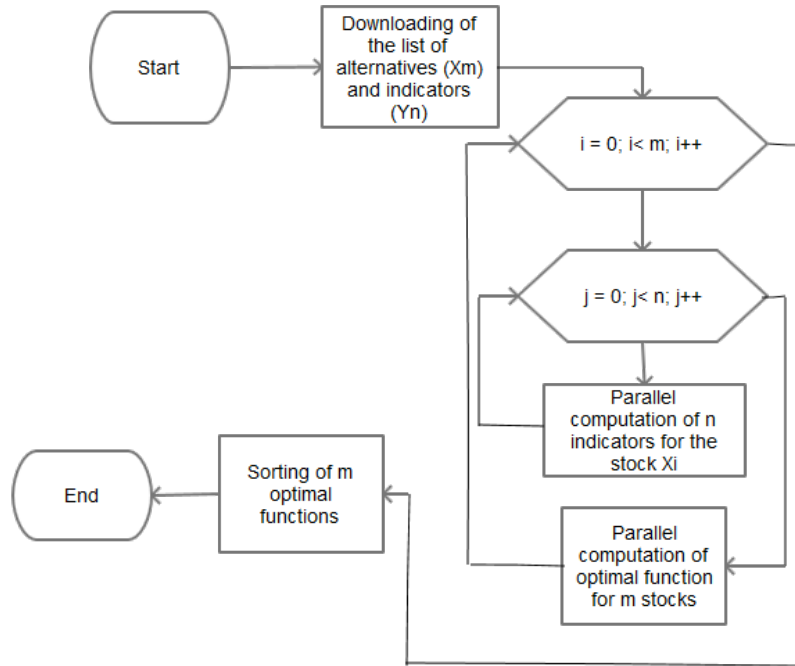 Start
Downloading of
the list of
alternatives (Xm)
and indicators
(Yn)
i = 0; i< m; i++
j = 0; j< n; j++
Parallel
computation of n
indicators for the
stock Xi
Parallel
computation of
optimal function
for m stocks
Sorting of m
optimal
functions
End